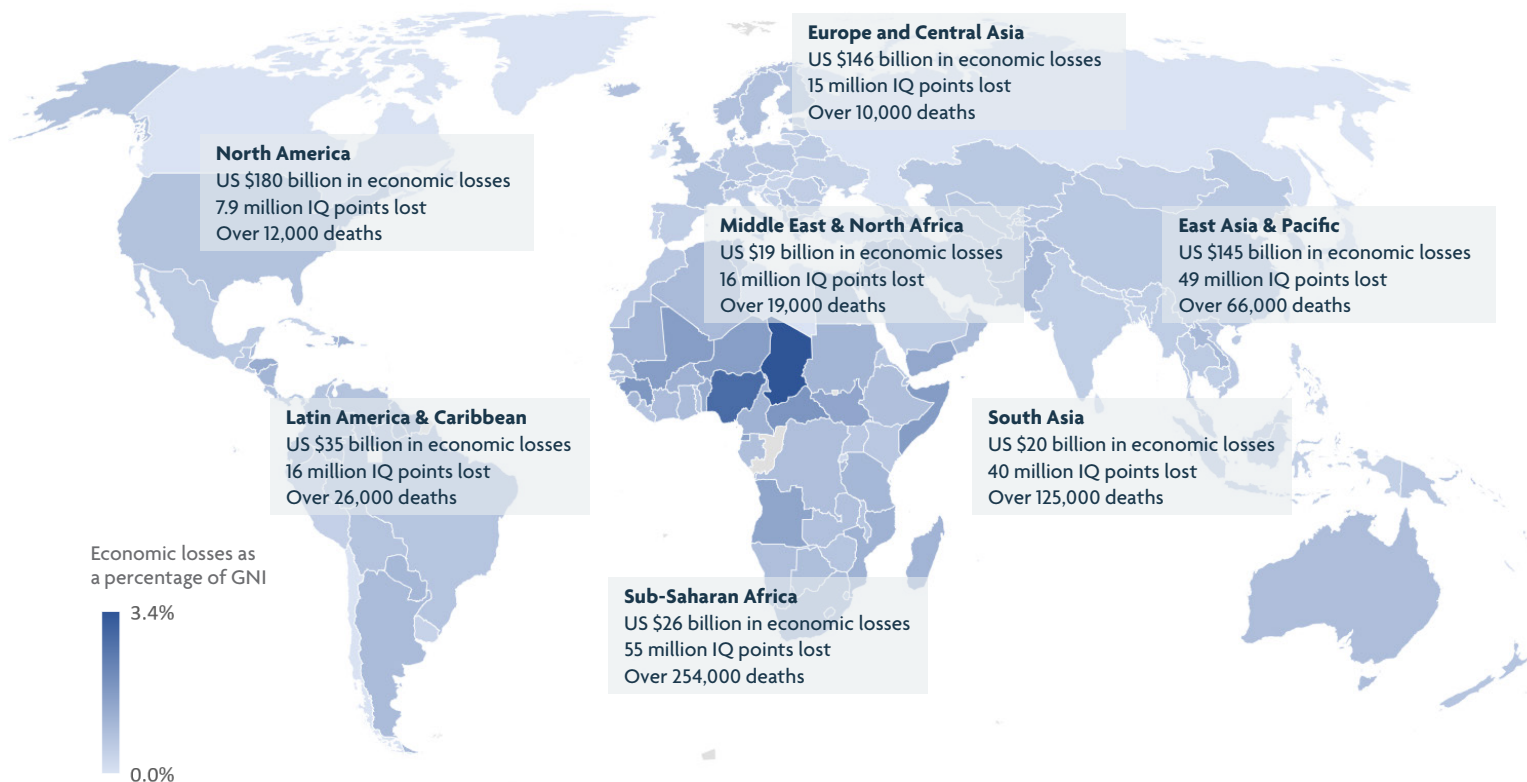 Europe and Central Asia
US $146 billion in economic losses
15 million IQ points lost
Over 10,000 deaths
North America
US $180 billion in economic losses
7.9 million IQ points lost
Over 12,000 deaths
Middle East & North Africa
US $19 billion in economic losses
16 million IQ points lost
Over 19,000 deaths
East Asia & Pacific
US $145 billion in economic losses
49 million IQ points lost
Over 66,000 deaths
Latin America & Caribbean
US $35 billion in economic losses
16 million IQ points lost
Over 26,000 deaths
South Asia
US $20 billion in economic losses
40 million IQ points lost
Over 125,000 deaths
Sub-Saharan Africa
US $26 billion in economic losses
55 million IQ points lost
Over 254,000 deaths
Economic losses as
a percentage of GNI
3.4%
0.0%